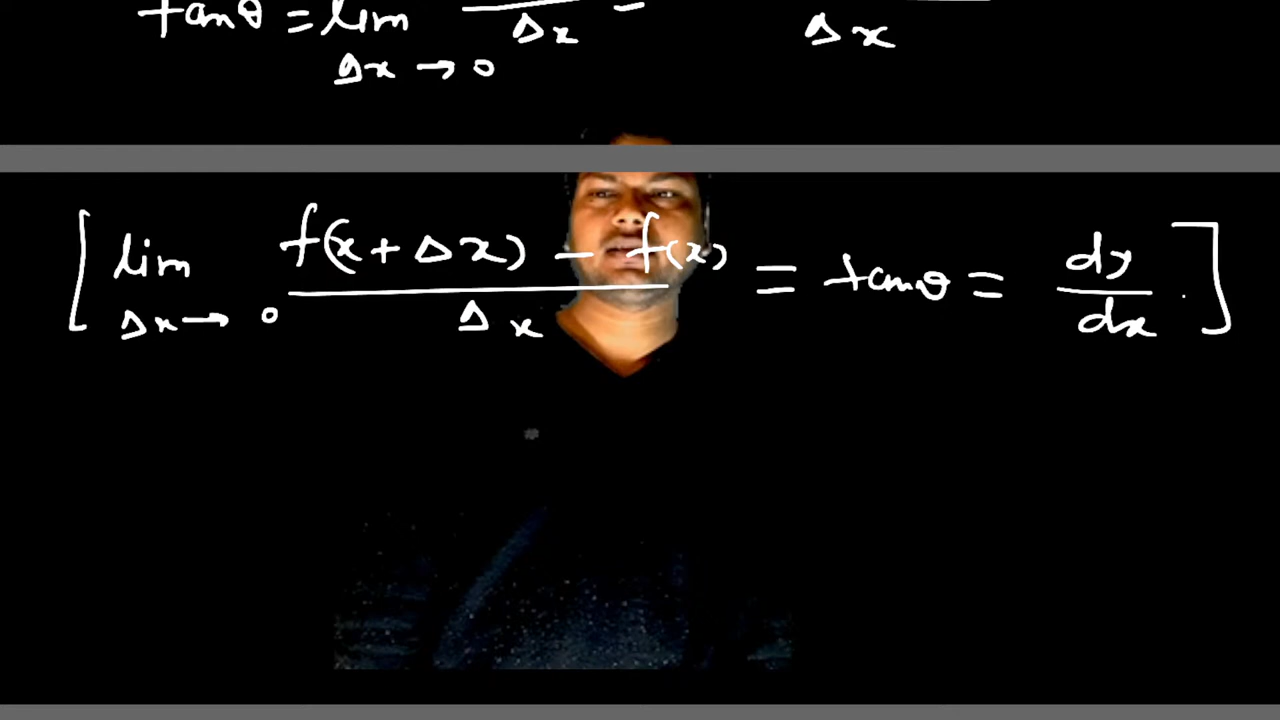 tanθ = lim
Δx = Δx
Δx → 0
[ lim f(x+Δx) - f(x) = tanθ = dy ]
Δx → 0 Δx dx